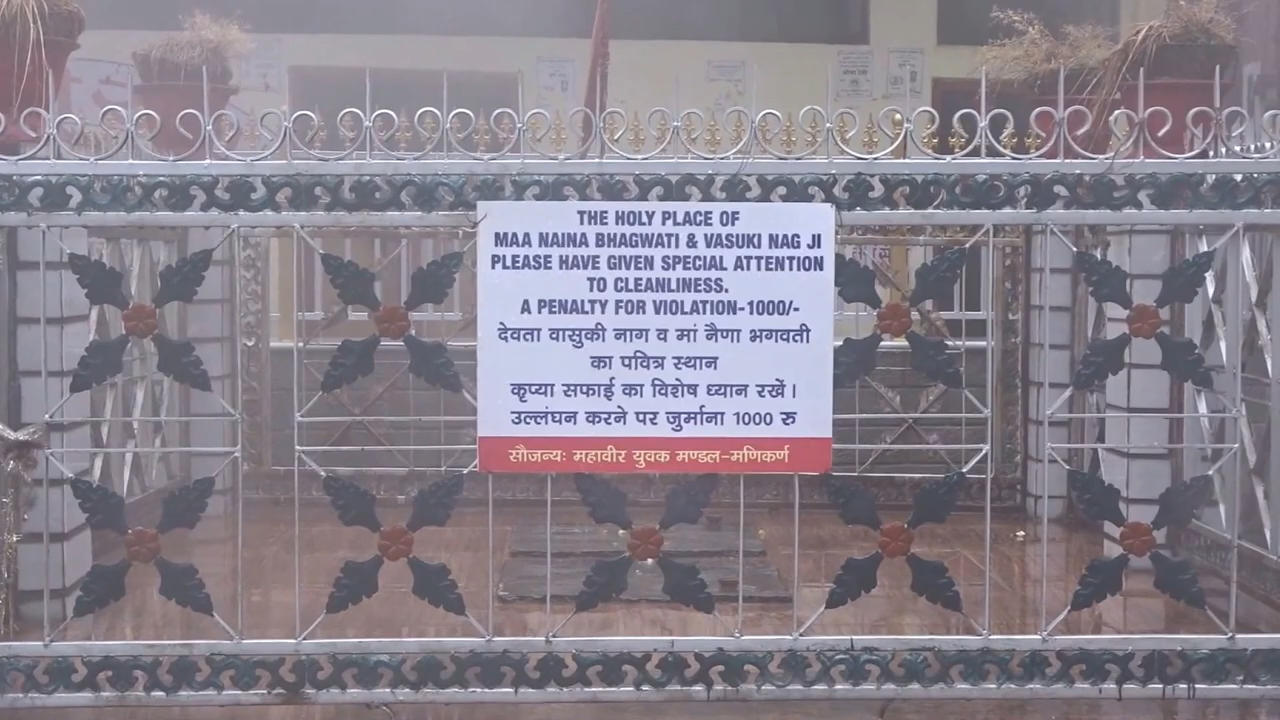 THE HOLY PLACE OF
MAA NAINA BHAGWATI & VASUKI NAG JI
PLEASE HAVE GIVEN SPECIAL ATTENTION
TO CLEANLINESS.
A PENALTY FOR VIOLATION-1000/-
देवता वासुकी नाग व मां नैणा भगवती
का पवित्र स्थान
कृप्या सफाई का विशेष ध्यान रखें।
उल्लंघन करने पर जुर्माना 1000 रु
सौजन्यः महावीर युवक मण्डल-मणिकर्ण